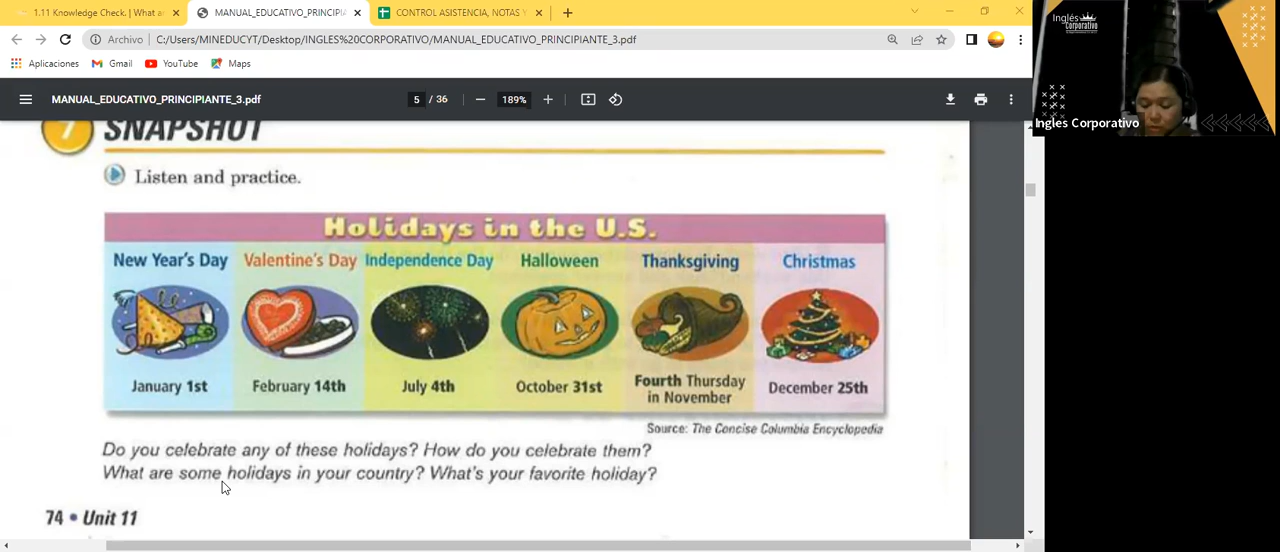 1.11 Knowledge Check. | What a
MANUAL_EDUCATIVO_PRINCIPI
CONTROL ASISTENCIA, NOTAS Y
Archivo
C:/Users/MINEDUCYT/Desktop/INGLES%20CORPORATIVO/MANUAL_EDUCATIVO_PRINCIPIANTE_3.pdf
Aplicaciones Gmail YouTube Maps
MANUAL_EDUCATIVO_PRINCIPIANTE_3.pdf
5 / 36
189%
7 SNAPSHOT
Listen and practice.
Holidays in the U.S.
New Year's Day Valentine's Day Independence Day Halloween Thanksgiving Christmas
January 1st February 14th July 4th October 31st Fourth Thursday in November December 25th
Source: The Concise Columbia Encyclopedia
Do you celebrate any of these holidays? How do you celebrate them?
What are some holidays in your country? What's your favorite holiday?
74 • Unit 11
Inglés
Corporativo
Ingles Corporativo